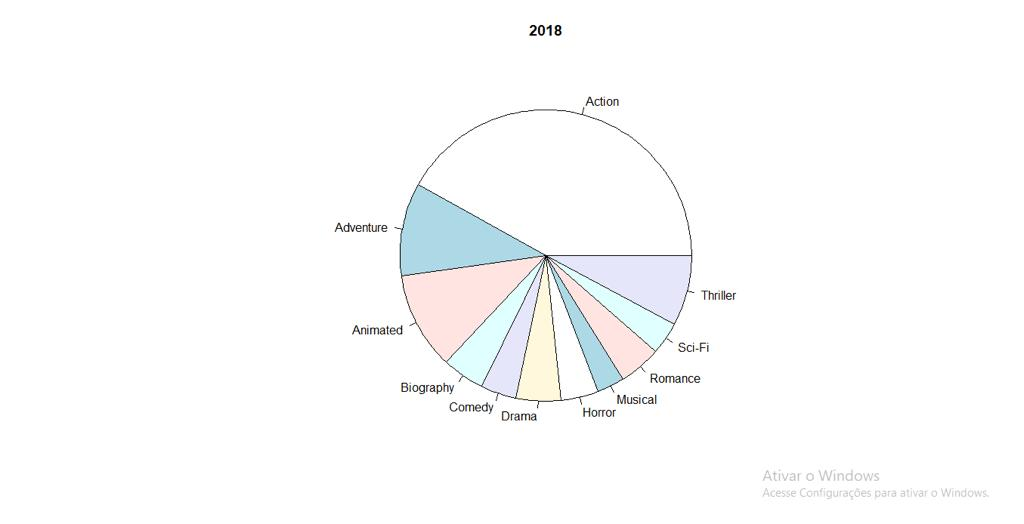 2018
Action
Adventure
Thriller
Animated
Sci-Fi
Romance
Biography
Musical
Comedy
Drama
Horror
Ativar o Windows
Acesse Configurações para ativar o Windows.